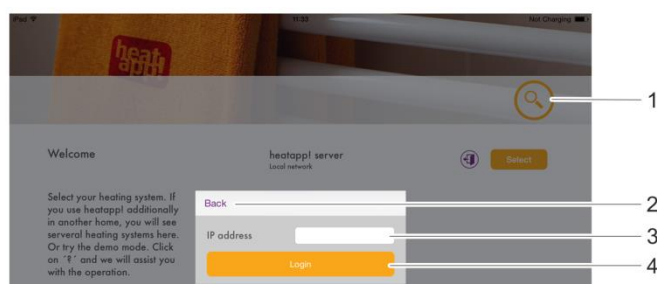 iPod
11:33
Not Charging
heat
app!
1
Welcome
heatapp! server
Local network
Select
Select your heating system. If
you use heatapp! additionally
in another home, you will see
serveral heating systems here.
Or try the demo mode. Click
on ´?´ and we will assist you
with the operation.
Back
2
IP address
3
Login
4